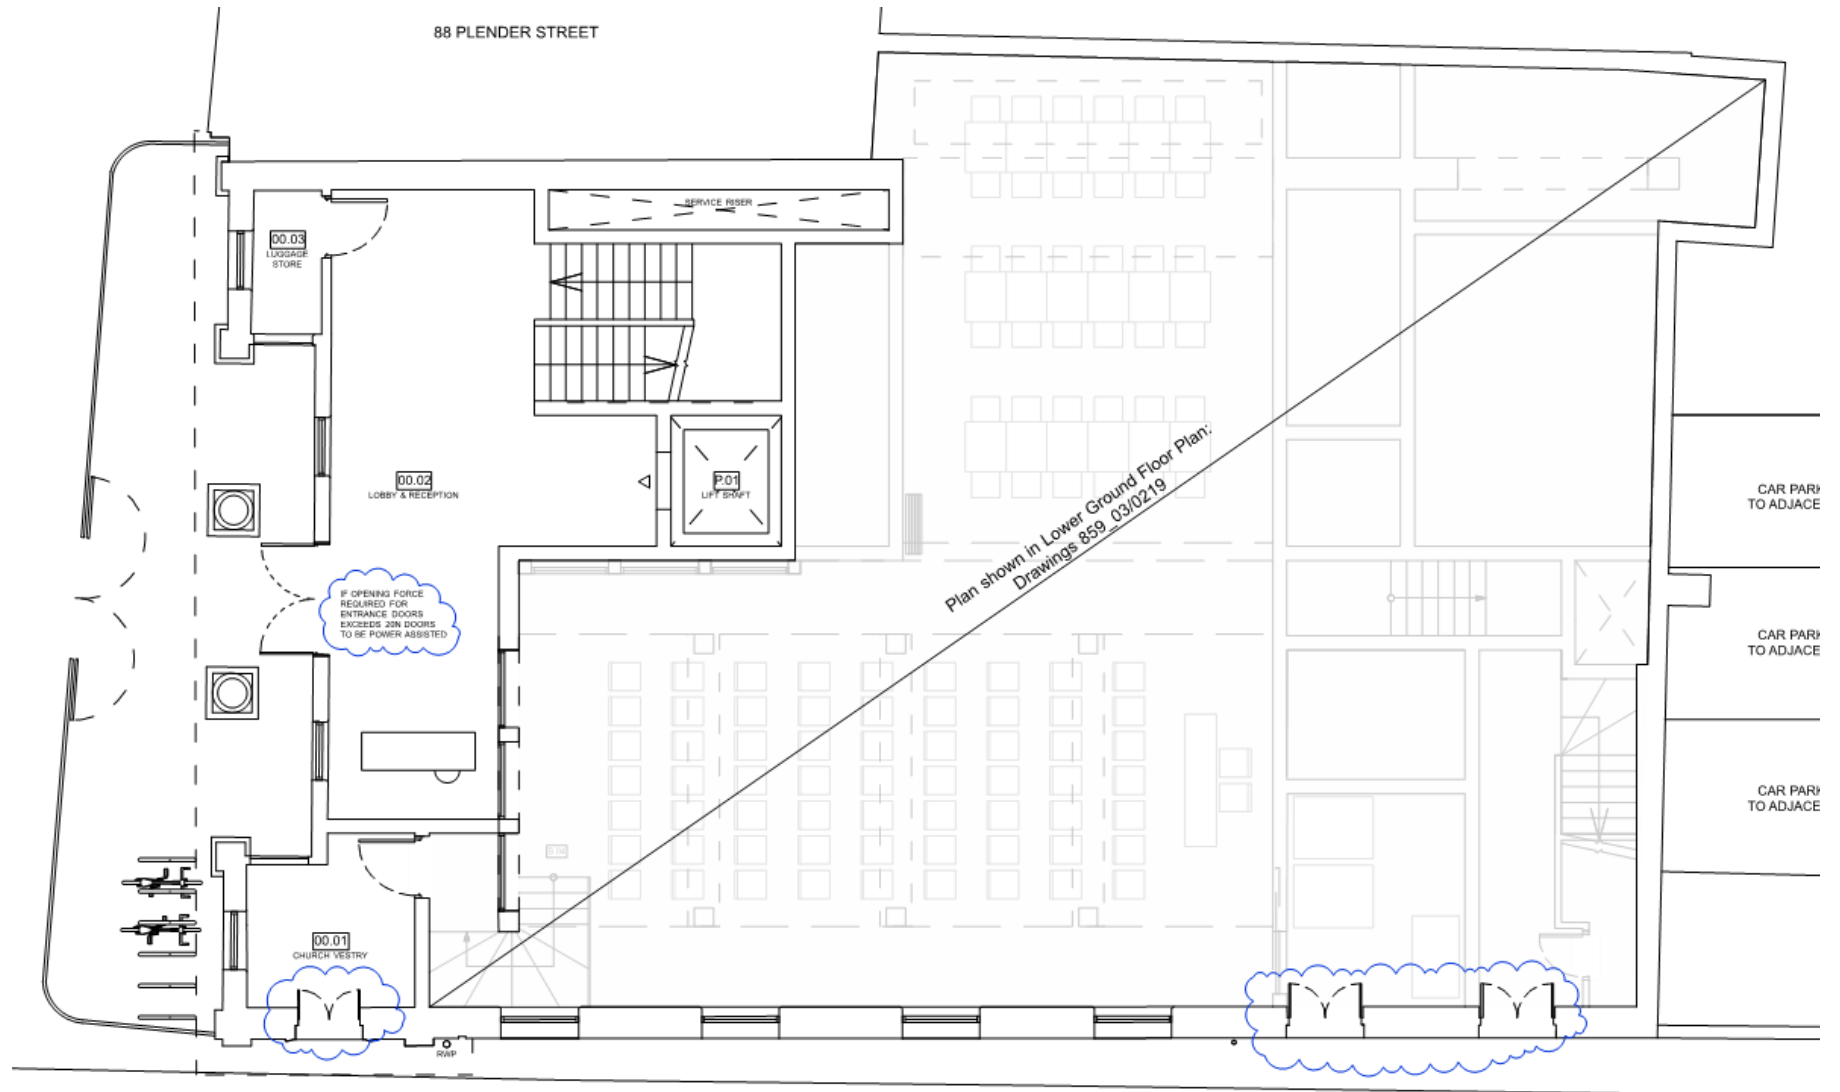 88 PLENDER STREET
SERVICE RISER
00.03
LUGGAGE
STORE
00.02
LOBBY & RECEPTION
P.01
LIFT SHAFT
Plan shown in Lower Ground Floor Plan:
Drawings 859_03/0219
CAR PARK
TO ADJACE
IF OPENING FORCE
REQUIRED FOR
ENTRANCE DOORS
EXCEEDS 20N DOORS
TO BE POWER ASSISTED
CAR PARK
TO ADJACE
CAR PARK
TO ADJACE
00.01
CHURCH VESTRY
RWP